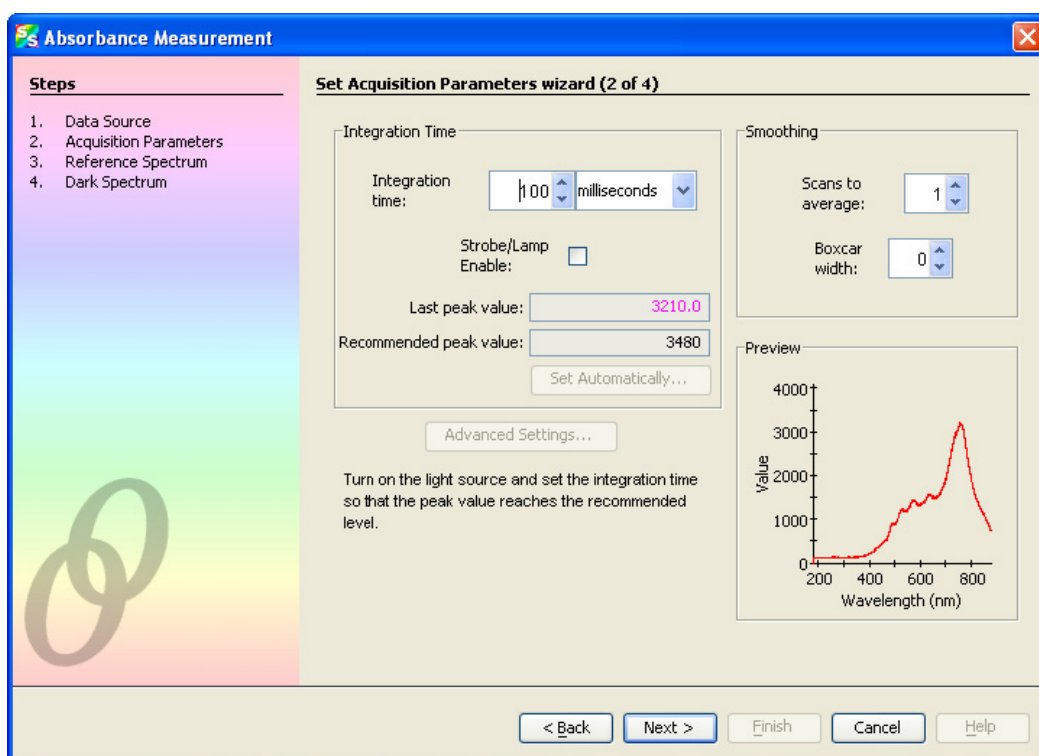 Absorbance Measurement
Steps
1. Data Source
2. Acquisition Parameters
3. Reference Spectrum
4. Dark Spectrum
Set Acquisition Parameters wizard (2 of 4)
Integration Time
Integration
time:
100 milliseconds
Strobe/Lamp
Enable:
Last peak value: 3210.0
Recommended peak value: 3480
Set Automatically...
Advanced Settings...
Turn on the light source and set the integration time
so that the peak value reaches the recommended
level.
Smoothing
Scans to
average:
1
Boxcar
width:
0
Preview
4000
3000
2000
1000
0
Value
200 400 600 800
Wavelength (nm)
< Back
Next >
Finish
Cancel
Help